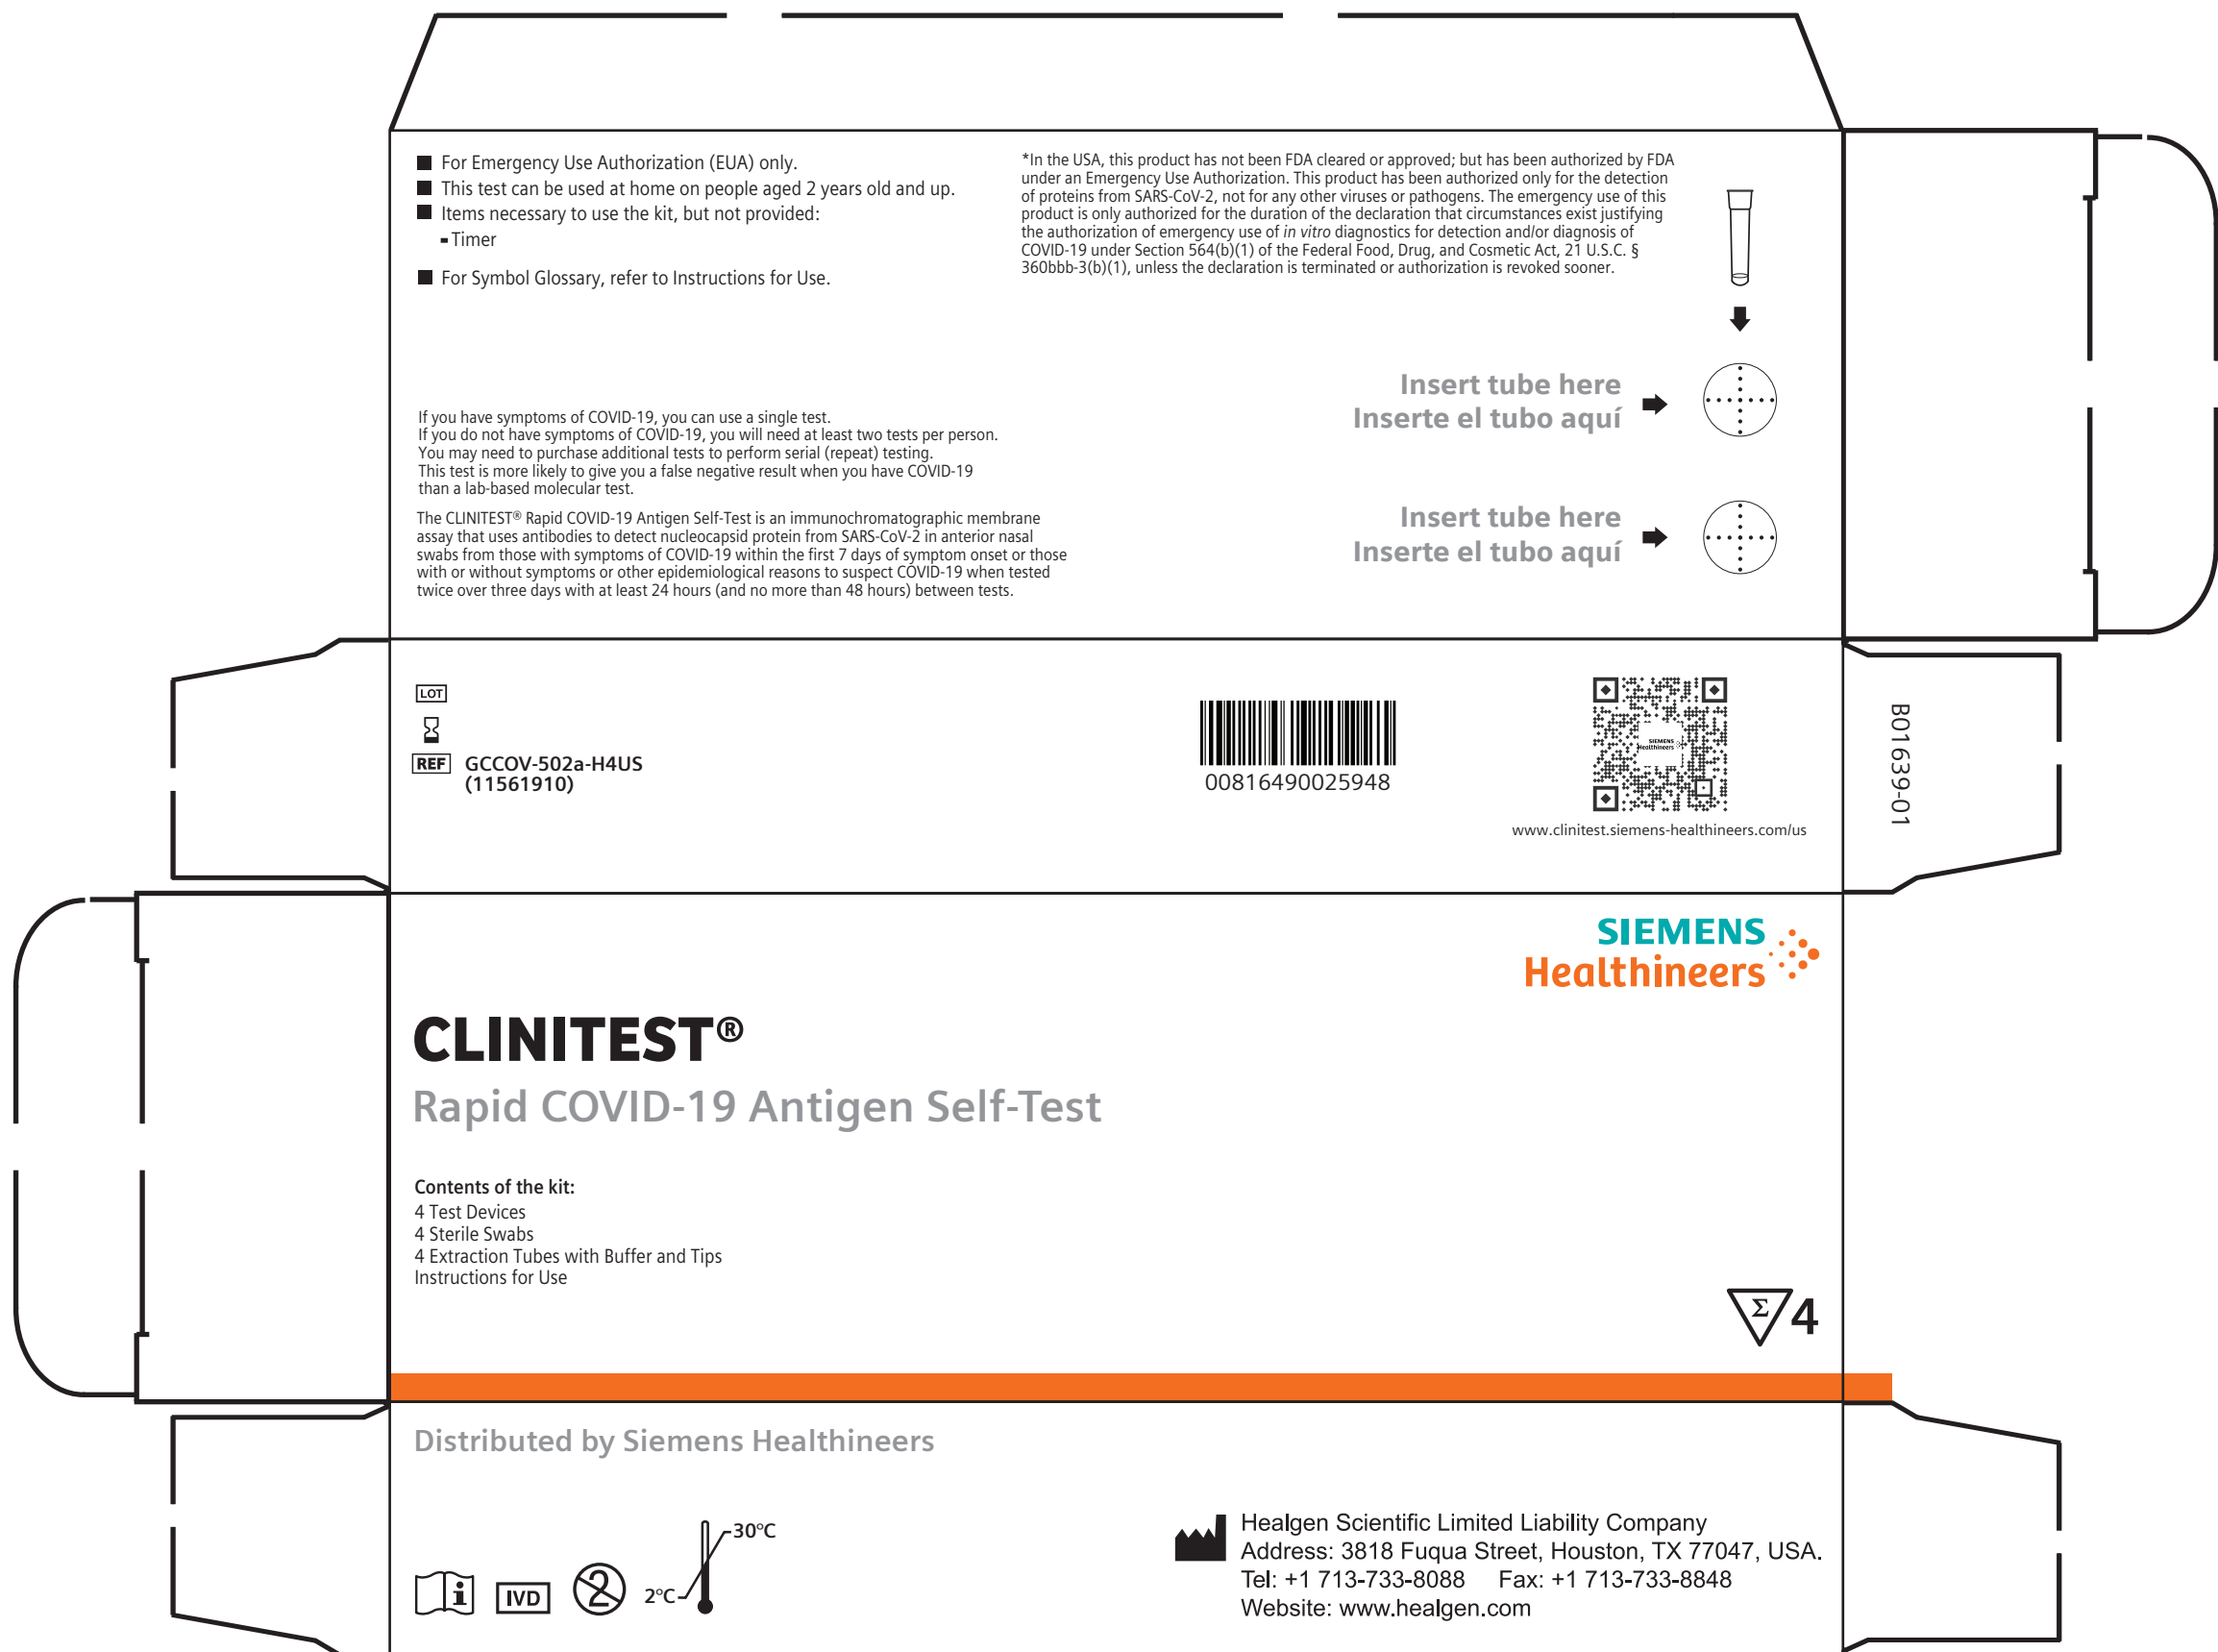 ■ For Emergency Use Authorization (EUA) only.
■ This test can be used at home on people aged 2 years old and up.
■ Items necessary to use the kit, but not provided:
- Timer
■ For Symbol Glossary, refer to Instructions for Use.
*In the USA, this product has not been FDA cleared or approved; but has been authorized by FDA
under an Emergency Use Authorization. This product has been authorized only for the detection
of proteins from SARS-CoV-2, not for any other viruses or pathogens. The emergency use of this
product is only authorized for the duration of the declaration that circumstances exist justifying
the authorization of emergency use of in vitro diagnostics for detection and/or diagnosis of
COVID-19 under Section 564(b)(1) of the Federal Food, Drug, and Cosmetic Act, 21 U.S.C. §
360bbb-3(b)(1), unless the declaration is terminated or authorization is revoked sooner.
Insert tube here
Inserte el tubo aquí
If you have symptoms of COVID-19, you can use a single test.
If you do not have symptoms of COVID-19, you will need at least two tests per person.
You may need to purchase additional tests to perform serial (repeat) testing.
This test is more likely to give you a false negative result when you have COVID-19
than a lab-based molecular test.
Insert tube here
Inserte el tubo aquí
The CLINITEST® Rapid COVID-19 Antigen Self-Test is an immunochromatographic membrane
assay that uses antibodies to detect nucleocapsid protein from SARS-CoV-2 in anterior nasal
swabs from those with symptoms of COVID-19 within the first 7 days of symptom onset or those
with or without symptoms or other epidemiological reasons to suspect COVID-19 when tested
twice over three days with at least 24 hours (and no more than 48 hours) between tests.
LOT
REF GCCOV-502a-H4US
(11561910)
00816490025948
SIEMENS
Healthineers
www.clinitest.siemens-healthineers.com/us
B01639-01
SIEMENS
Healthineers
CLINITEST®
Rapid COVID-19 Antigen Self-Test
Contents of the kit:
4 Test Devices
4 Sterile Swabs
4 Extraction Tubes with Buffer and Tips
Instructions for Use
Σ 4
Distributed by Siemens Healthineers
i
IVD
2
2°C
30°C
Healgen Scientific Limited Liability Company
Address: 3818 Fuqua Street, Houston, TX 77047, USA.
Tel: +1 713-733-8088 Fax: +1 713-733-8848
Website: www.healgen.com